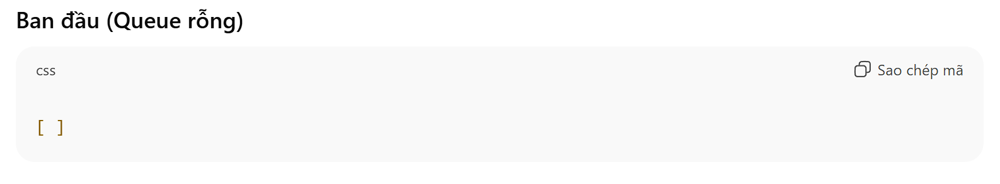 Ban đầu (Queue rỗng)
css
Sao chép mã
[ ]